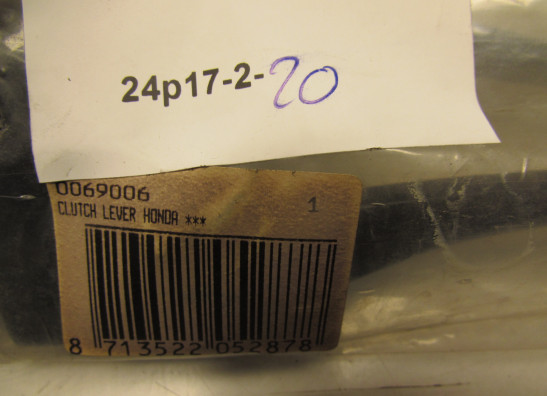 24p17-2-20
0069006
CLUTCH LEVER HONDA *** 1
8 713522 052878